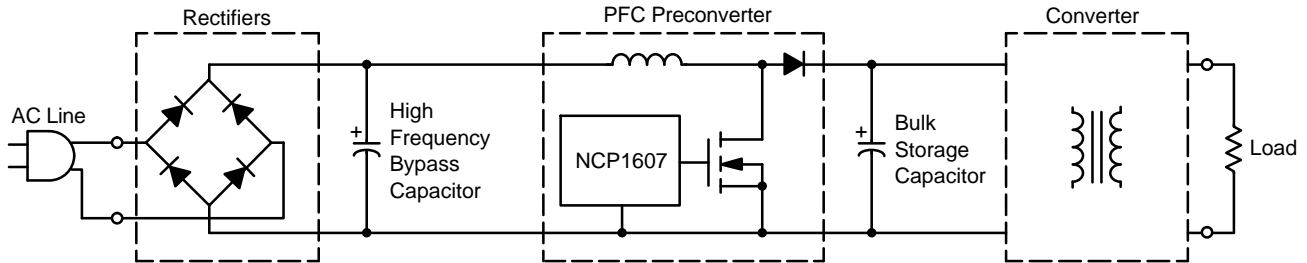 Rectifiers
PFC Preconverter
Converter
AC Line
+
High
Frequency
Bypass
Capacitor
NCP1607
+
Bulk
Storage
Capacitor
Load